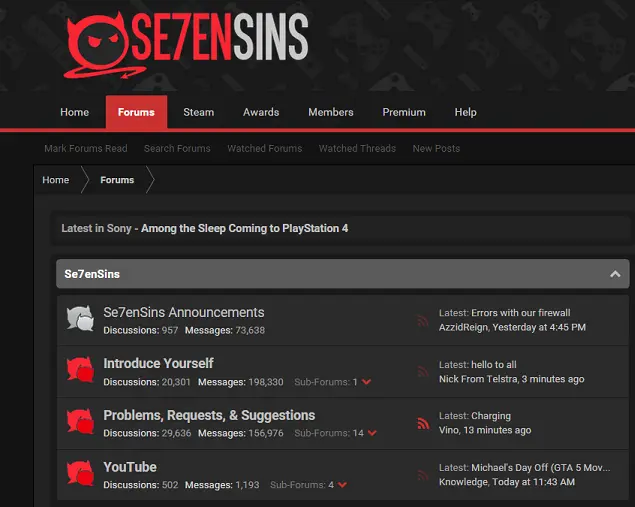 SE7ENSINS
Home Forums Steam Awards Members Premium Help
Mark Forums Read Search Forums Watched Forums Watched Threads New Posts
Home Forums
Latest in Sony - Among the Sleep Coming to PlayStation 4
Se7enSins
Se7enSins Announcements
Discussions: 957 Messages: 73,638
Latest: Errors with our firewall
AzzidReign, Yesterday at 4:45 PM
Introduce Yourself
Discussions: 20,301 Messages: 198,330 Sub-Forums: 1
Latest: hello to all
Nick From Telstra, 3 minutes ago
Problems, Requests, & Suggestions
Discussions: 29,636 Messages: 156,976 Sub-Forums: 14
Latest: Charging
Vino, 13 minutes ago
YouTube
Discussions: 502 Messages: 1,193 Sub-Forums: 4
Latest: Michael's Day Off (GTA 5 Mov...
Knowledge, Today at 11:43 AM